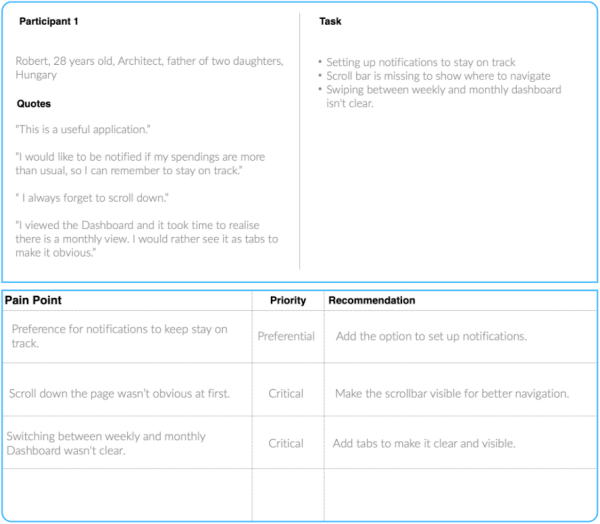 Participant 1
Robert, 28 years old, Architect, father of two daughters,
Hungary
Quotes
"This is a useful application."
"I would like to be notified if my spendings are more
than usual, so I can remember to stay on track."
" I always forget to scroll down."
"I viewed the Dashboard and it took time to realise
there is a monthly view. I would rather see it as tabs to
make it obvious."
Task
• Setting up notifications to stay on track
• Scroll bar is missing to show where to navigate
• Swiping between weekly and monthly dashboard
isn't clear.
Pain Point Priority Recommendation
Preference for notifications to keep stay on
track.
Preferential
Add the option to set up notifications.
Scroll down the page wasn't obvious at first.
Critical
Make the scrollbar visible for better navigation.
Switching between weekly and monthly
Dashboard wasn't clear.
Critical
Add tabs to make it clear and visible.